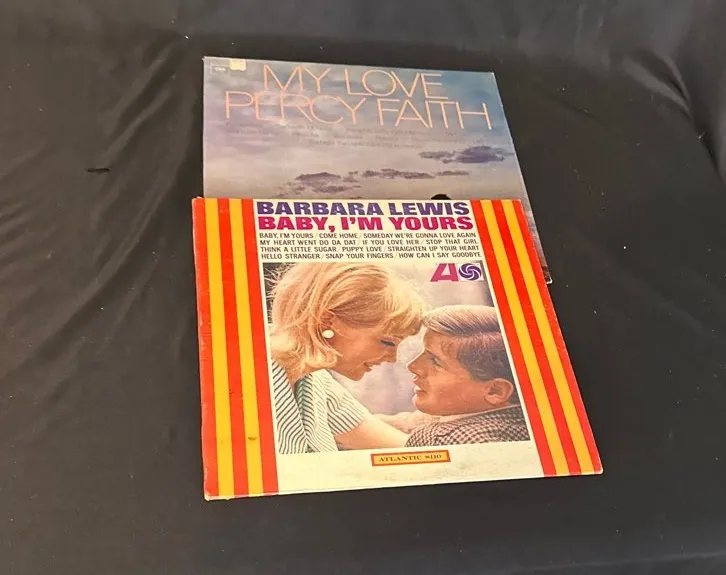 MY LOVE
PERCY FAITH
BARBARA LEWIS
BABY, I'M YOURS
BABY, I'M YOURS / COME HOME / SOMEDAY WE'RE GONNA LOVE AGAIN
MY HEART WENT DO DA DAT / IF YOU LOVE HER / STOP THAT GIRL
THINK A LITTLE SUGAR / PUPPY LOVE / STRAIGHTEN UP YOUR HEART
HELLO STRANGER / SNAP YOUR FINGERS / HOW CAN I SAY GOODBYE
A
ATLANTIC 8110